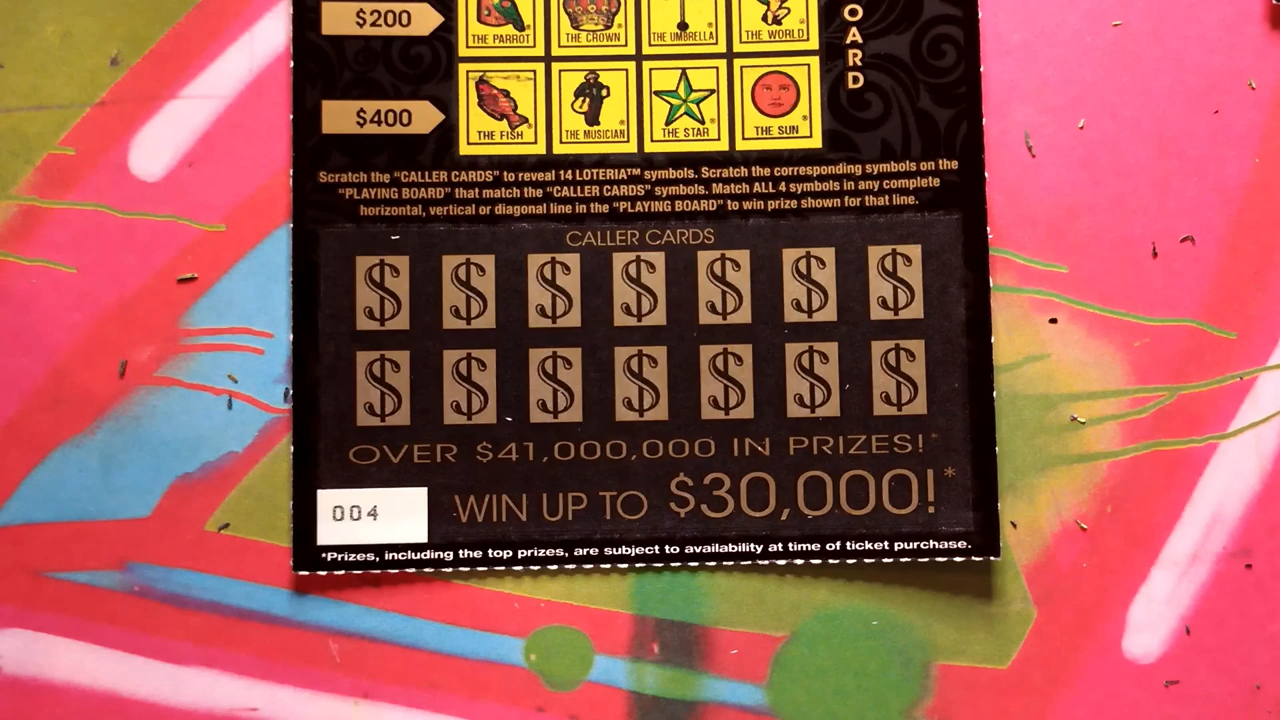 $200
THE PARROT
THE CROWN
THE UMBRELLA
THE WORLD
OARD
$400
THE FISH
THE MUSICIAN
THE STAR
THE SUN
Scratch the “CALLER CARDS” to reveal 14 LOTERIA™ symbols. Scratch the corresponding symbols on the
“PLAYING BOARD” that match the “CALLER CARDS” symbols. Match ALL 4 symbols in any complete
horizontal, vertical or diagonal line in the “PLAYING BOARD” to win prize shown for that line.
CALLER CARDS
$ $ $ $ $ $ $
$ $ $ $ $ $ $
OVER $41,000,000 IN PRIZES!*
WIN UP TO $30,000!*
004
*Prizes, including the top prizes, are subject to availability at time of ticket purchase.